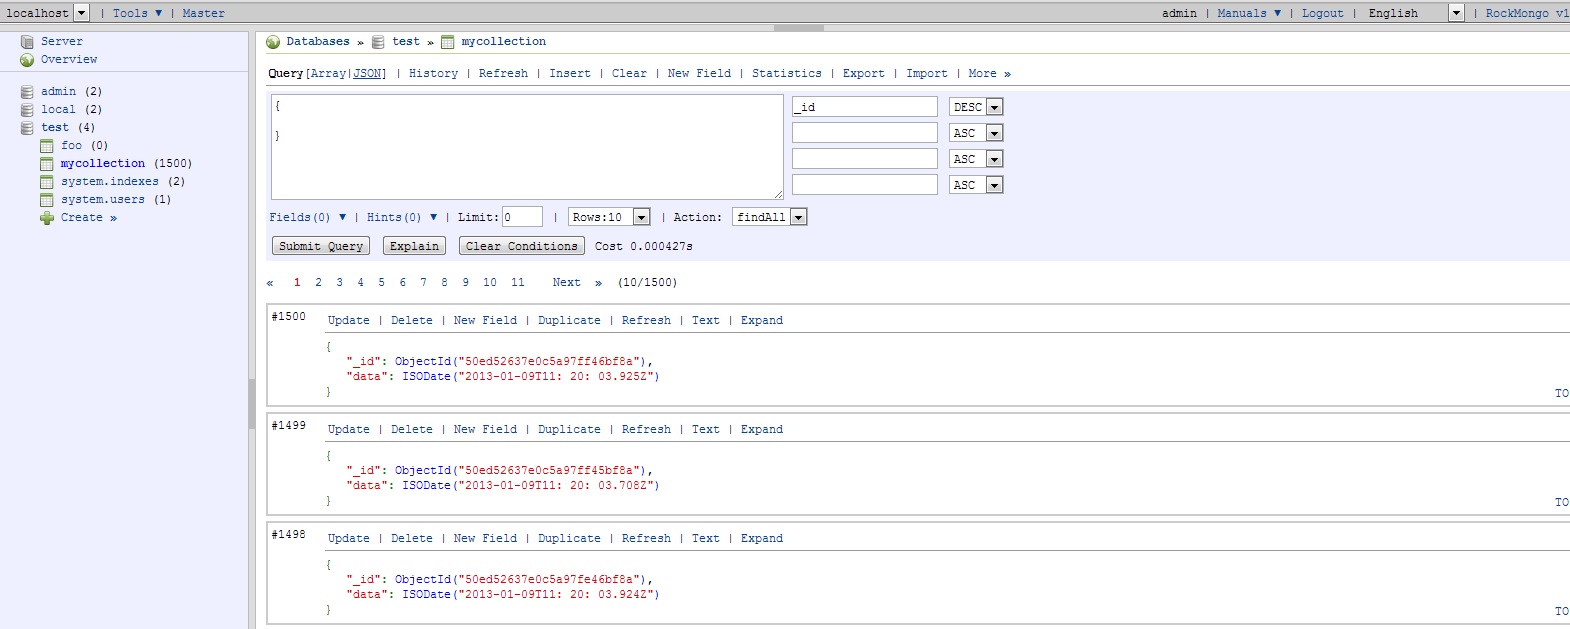 localhost | Tools ▼ | Master admin | Manuals ▼ | Logout | English | RockMongo v1
Server
Overview
admin (2)
local (2)
test (4)
foo (0)
mycollection (1500)
system.indexes (2)
system.users (1)
Create »
Databases » test » mycollection
Query[Array|JSON] | History | Refresh | Insert | Clear | New Field | Statistics | Export | Import | More »
{
}
_id DESC
ASC
ASC
ASC
Fields(0) ▼ | Hints(0) ▼ | Limit: 0 | Rows:10 | Action: findAll
Submit Query Explain Clear Conditions Cost 0.000427s
« 1 2 3 4 5 6 7 8 9 10 11 Next » (10/1500)
#1500 Update | Delete | New Field | Duplicate | Refresh | Text | Expand
{
"_id": ObjectId("50ed52637e0c5a97ff46bf8a"),
"data": ISODate("2013-01-09T11: 20: 03.925Z")
}
TO
#1499 Update | Delete | New Field | Duplicate | Refresh | Text | Expand
{
"_id": ObjectId("50ed52637e0c5a97ff45bf8a"),
"data": ISODate("2013-01-09T11: 20: 03.708Z")
}
TO
#1498 Update | Delete | New Field | Duplicate | Refresh | Text | Expand
{
"_id": ObjectId("50ed52637e0c5a97fe46bf8a"),
"data": ISODate("2013-01-09T11: 20: 03.924Z")
}
TO